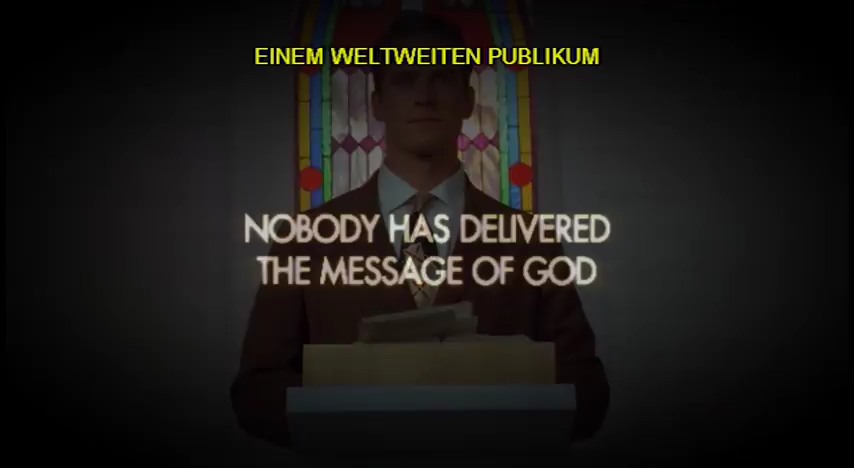 EINEM WELTWEITEN PUBLIKUM
NOBODY HAS DELIVERED
THE MESSAGE OF GOD